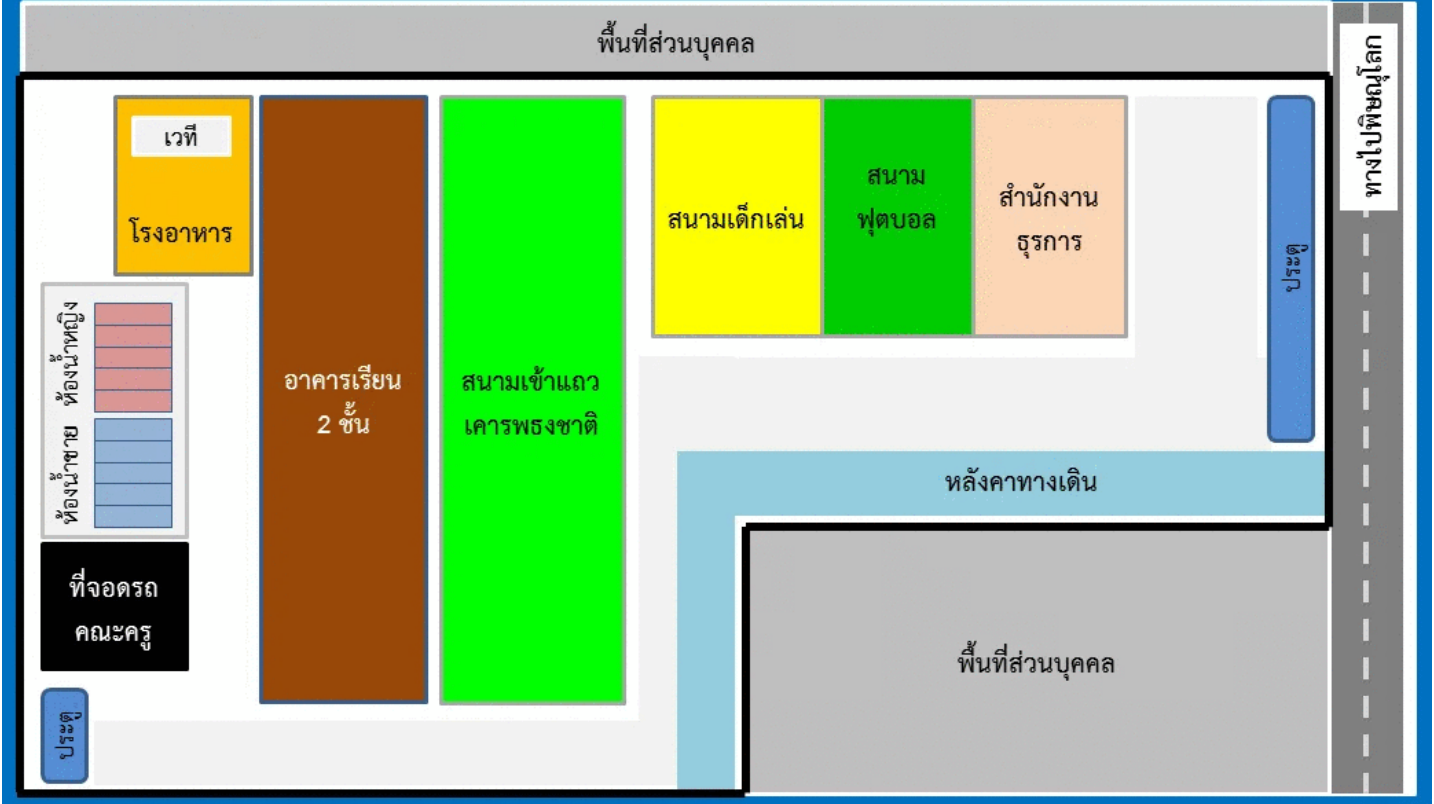 พื้นที่ส่วนบุคคล
ทางไปพิษณุโลก
เวที
โรงอาหาร
สนามเด็กเล่น
สนาม
ฟุตบอล
สำนักงาน
ธุรการ
ประตู
ห้องน้ำหญิง
ห้องน้ำชาย
อาคารเรียน
2 ชั้น
สนามเข้าแถว
เคารพธงชาติ
หลังคาทางเดิน
ที่จอดรถ
คณะครู
พื้นที่ส่วนบุคคล
ประตู